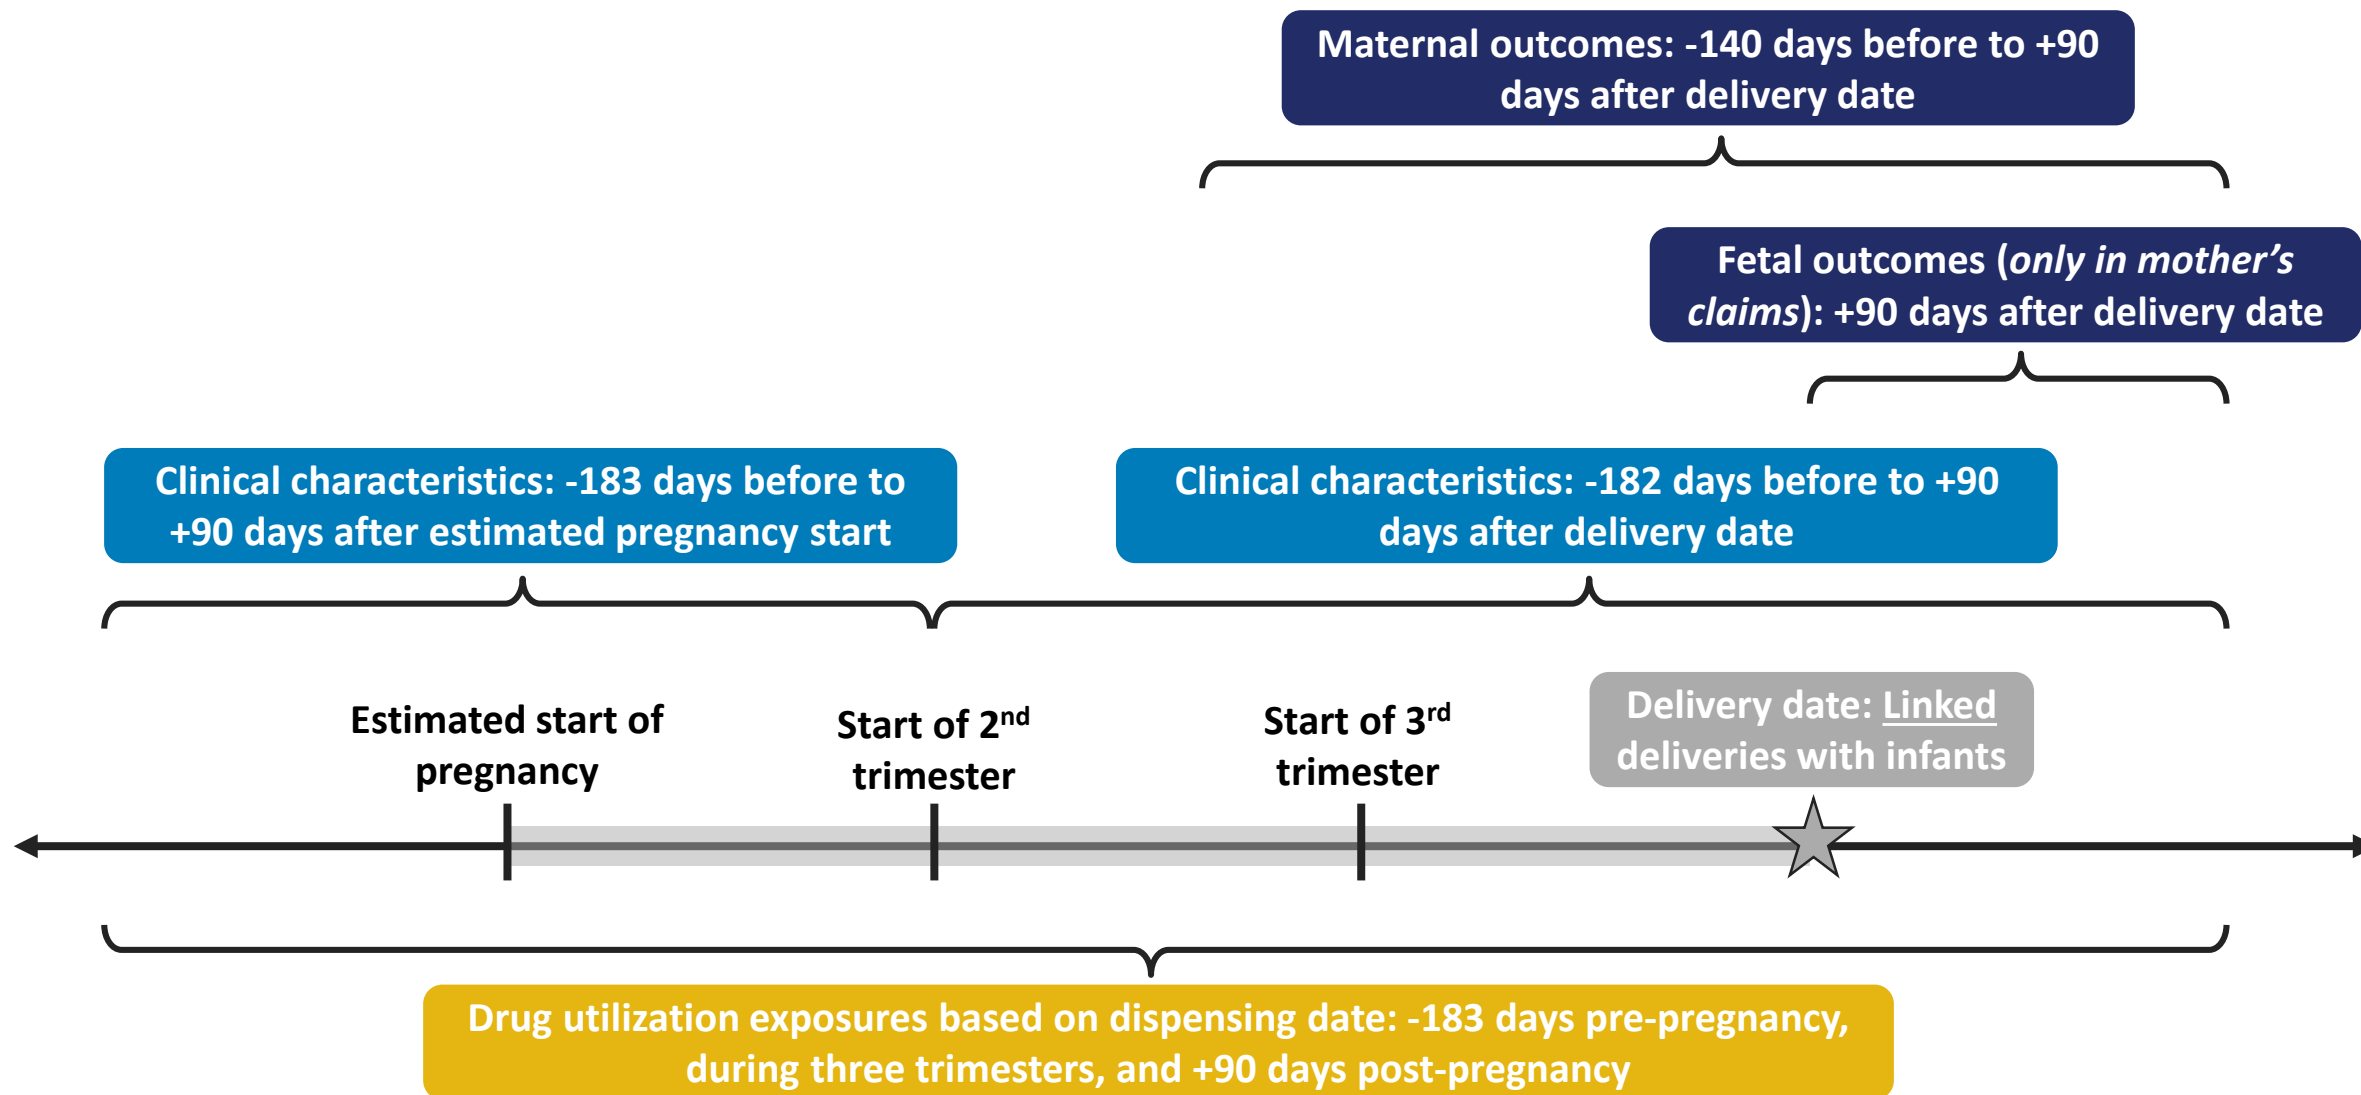 Maternal outcomes: -140 days before to +90
days after delivery date
Fetal outcomes (only in mother's
claims): +90 days after delivery date
Clinical characteristics: -183 days before to
+90 days after estimated pregnancy start
Clinical characteristics: -182 days before to +90
days after delivery date
Estimated start of
pregnancy
Start of 2nd
trimester
Start of 3rd
trimester
Delivery date: Linked
deliveries with infants
Drug utilization exposures based on dispensing date: -183 days pre-pregnancy,
during three trimesters, and +90 days post-pregnancy